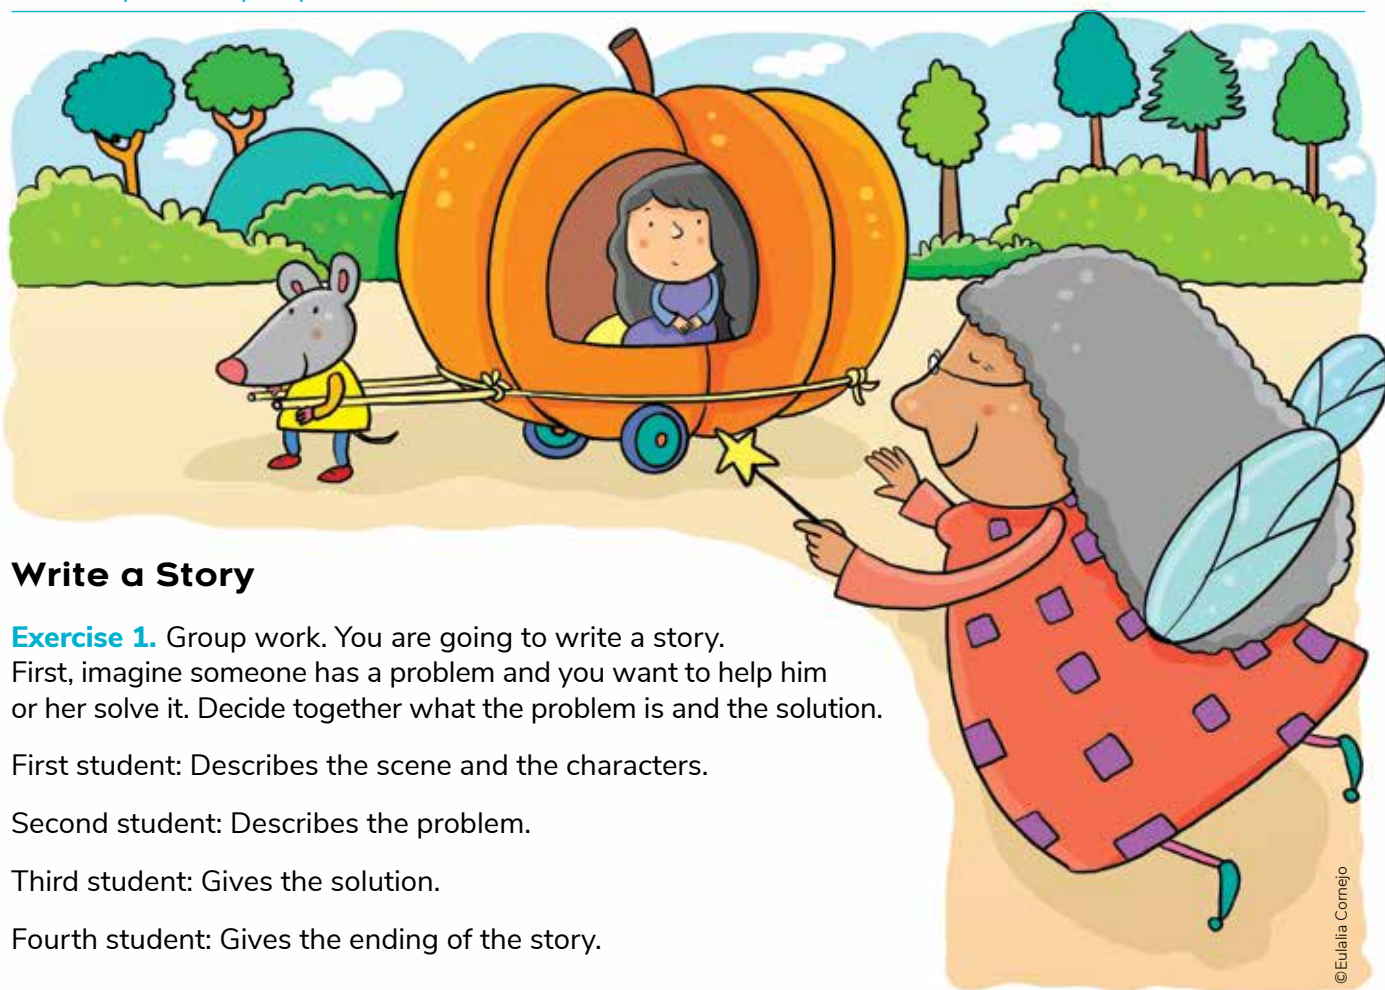 Write a Story
Exercise 1. Group work. You are going to write a story.
First, imagine someone has a problem and you want to help him
or her solve it. Decide together what the problem is and the solution.
First student: Describes the scene and the characters.
Second student: Describes the problem.
Third student: Gives the solution.
Fourth student: Gives the ending of the story.
©Eulalia Cornejo